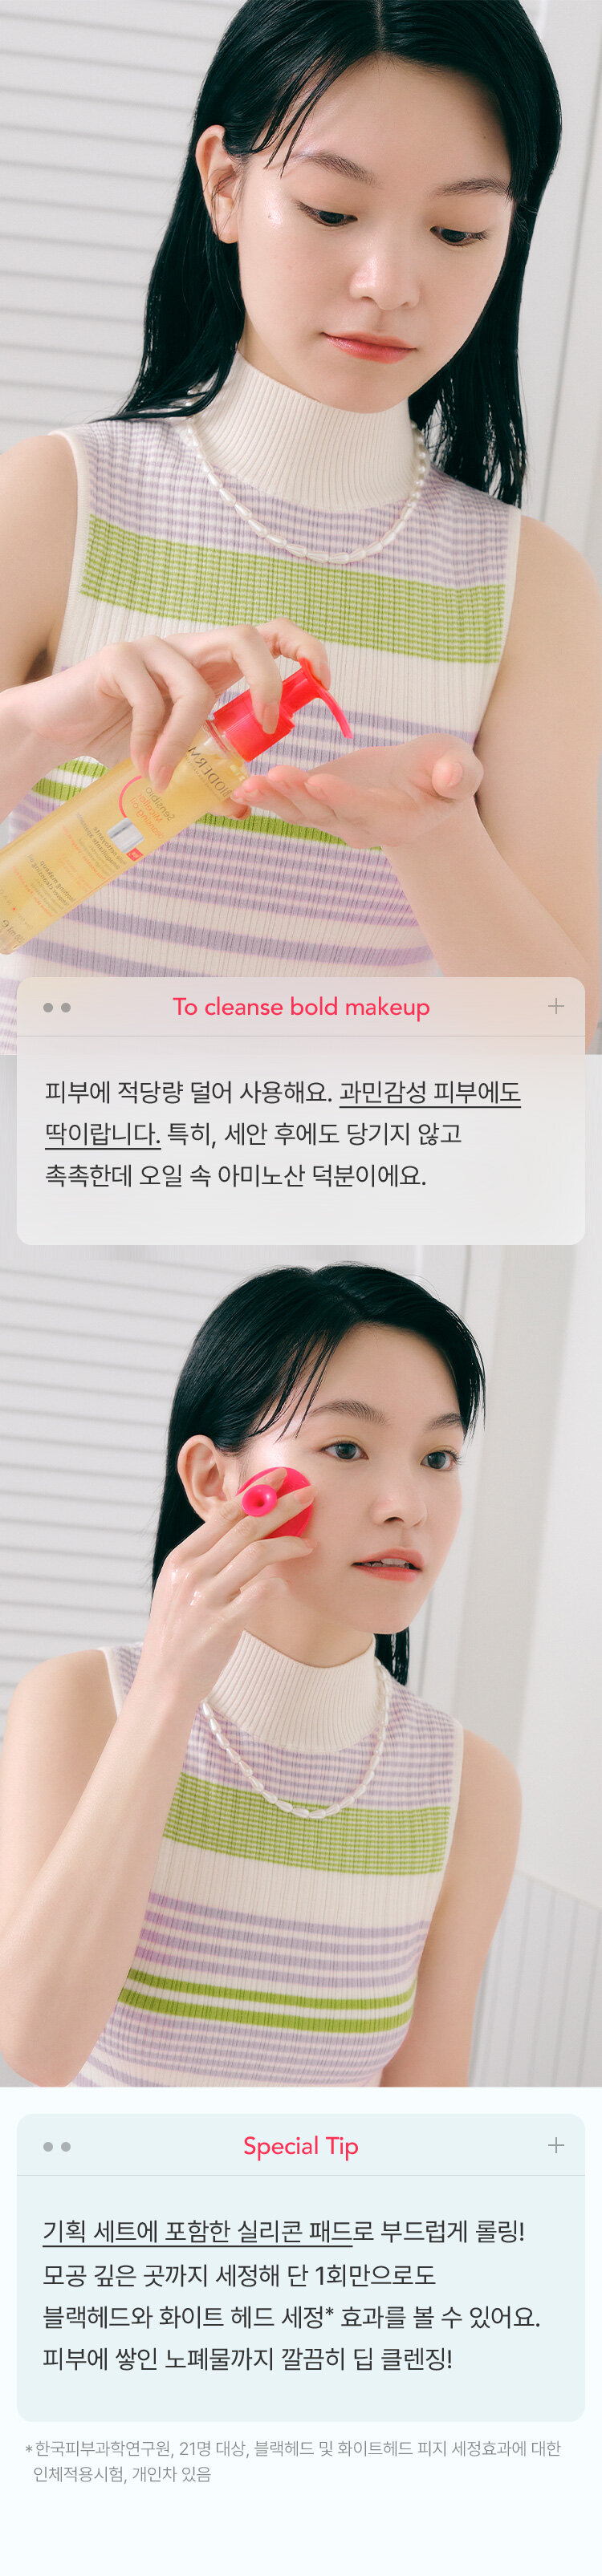 BIODERMA
Sensibio
To cleanse bold makeup
피부에 적당량 덜어 사용해요. 과민감성 피부에도
딱이랍니다. 특히, 세안 후에도 당기지 않고
촉촉한데 오일 속 아미노산 덕분이에요.
Special Tip
기획 세트에 포함한 실리콘 패드로 부드럽게 롤링!
모공 깊은 곳까지 세정해 단 1회만으로도
블랙헤드와 화이트 헤드 세정* 효과를 볼 수 있어요.
피부에 쌓인 노폐물까지 깔끔히 딥 클렌징!
*한국피부과학연구원, 21명 대상, 블랙헤드 및 화이트헤드 피지 세정효과에 대한
인체적용시험, 개인차 있음